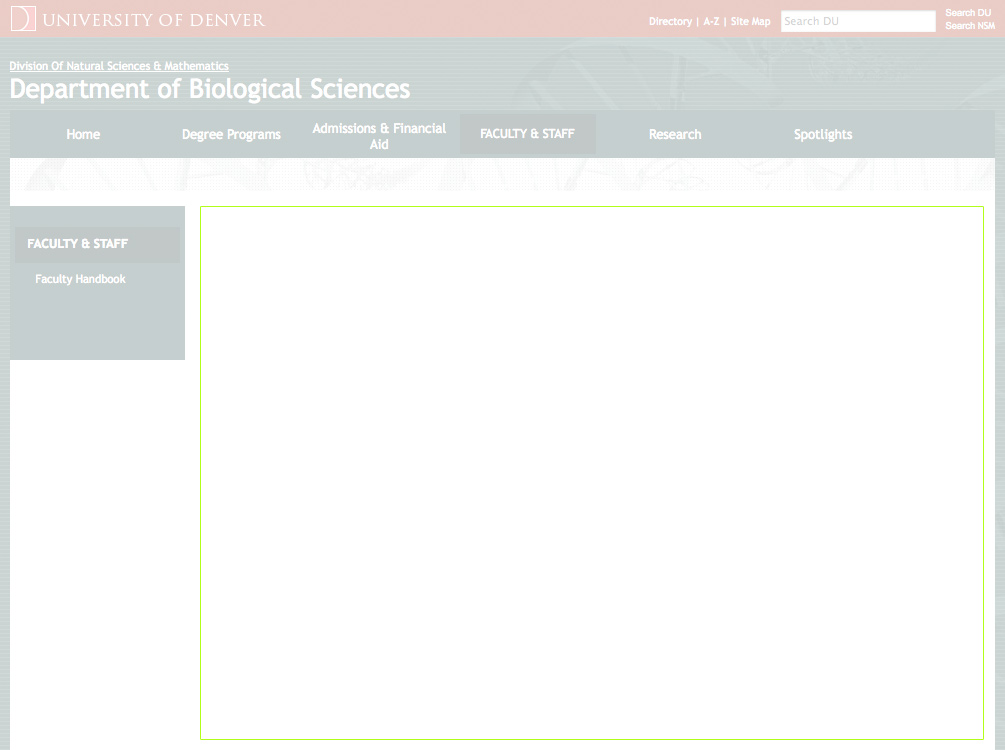 UNIVERSITY OF DENVER
Directory | A-Z | Site Map
Search DU
Search DU
Search NSM
Division Of Natural Sciences & Mathematics
Department of Biological Sciences
Home
Degree Programs
Admissions & Financial
Aid
FACULTY & STAFF
Research
Spotlights
FACULTY & STAFF
Faculty Handbook